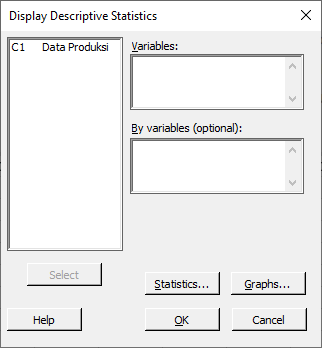 Display Descriptive Statistics
C1 Data Produksi
Variables:
By variables (optional):
Select
Statistics...
Graphs...
Help
OK
Cancel